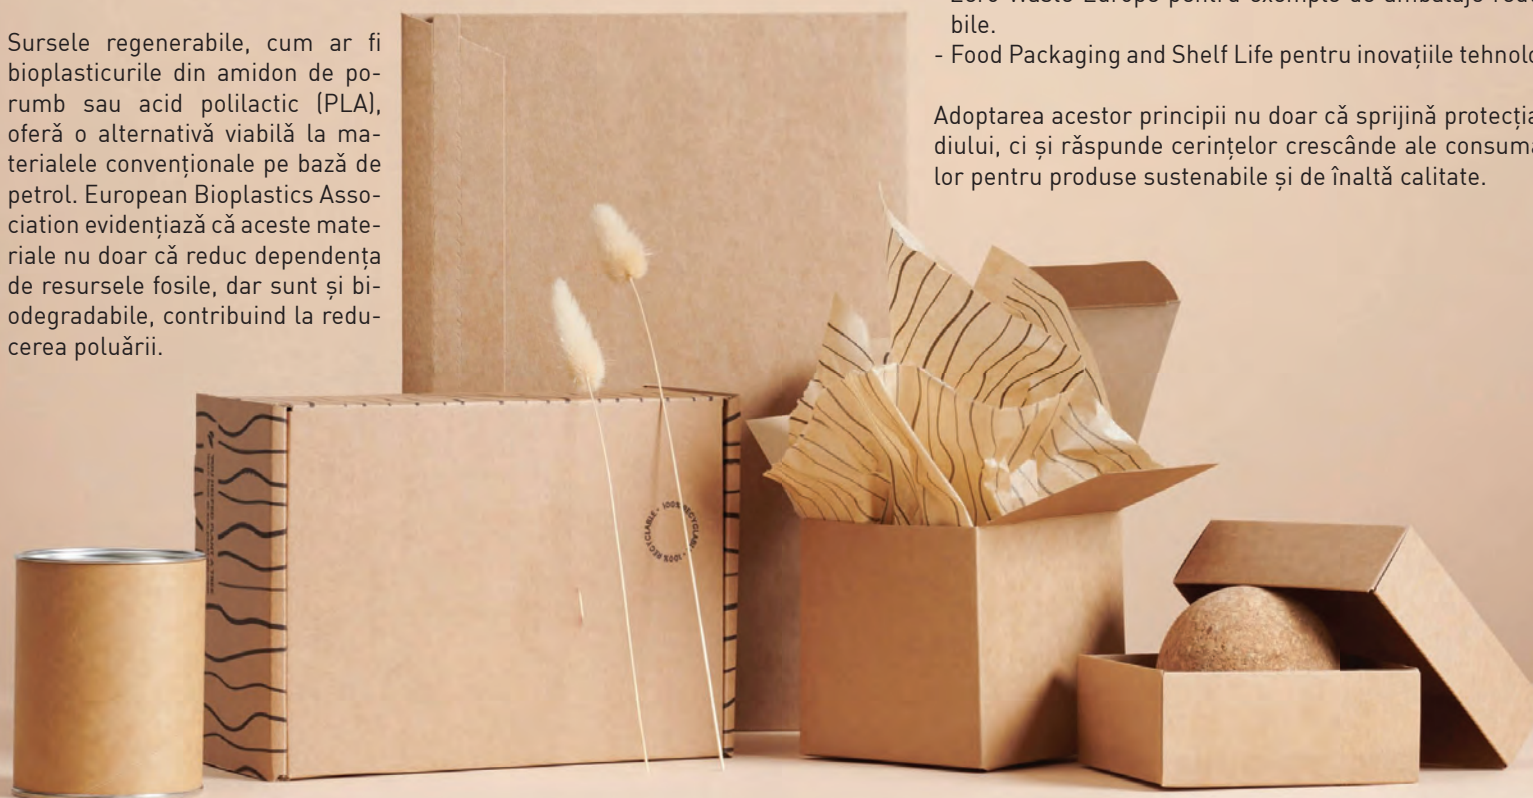 Sursele regenerabile, cum ar fi
bioplasticurile din amidon de po-
rumb sau acid polilactic (PLA),
oferă o alternativă viabilă la ma-
terialele convenționale pe bază de
petrol. European Bioplastics Asso-
ciation evidențiază că aceste mate-
riale nu doar că reduc dependența
de resursele fosile, dar sunt și bi-
odegradabile, contribuind la redu-
cerea poluării.
bile.
- Food Packaging and Shelf Life pentru inovațiile tehnolo
Adoptarea acestor principii nu doar că sprijină protecția
diului, ci și răspunde cerințelor crescânde ale consuma
lor pentru produse sustenabile și de înaltă calitate.
100% RECYCLABLE • 100% RECYCLABLE •